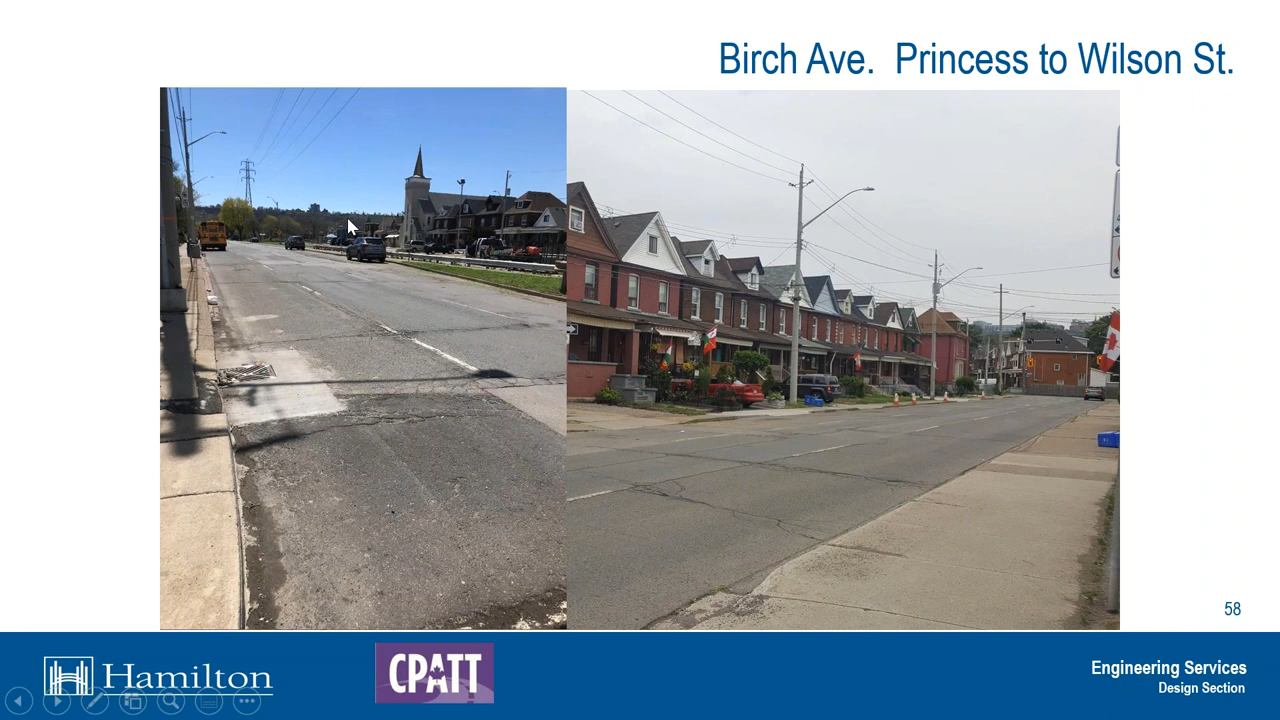 Birch Ave.  Princess to Wilson St.
58
Hamilton
CPATT
Engineering Services
Design Section